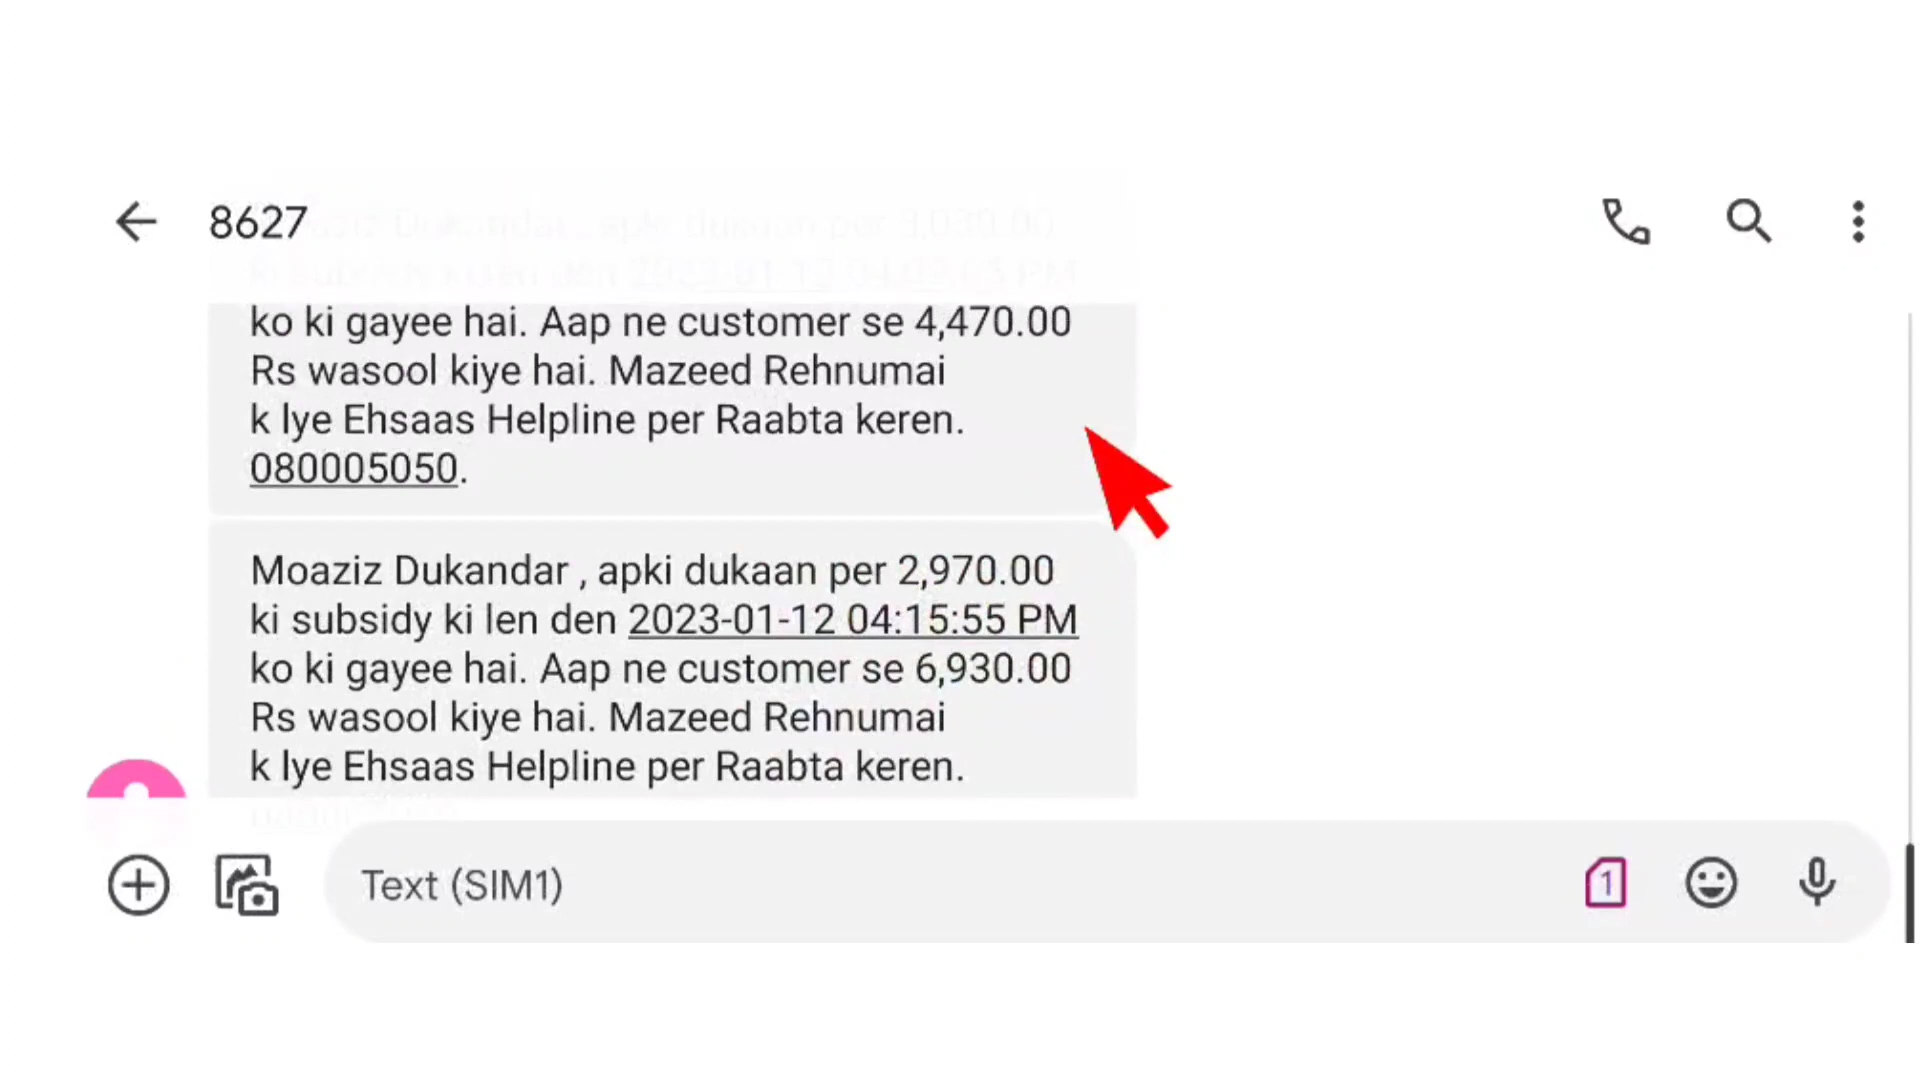 8627
ko ki gayee hai. Aap ne customer se 4,470.00
Rs wasool kiye hai. Mazeed Rehnumai
k lye Ehsaas Helpline per Raabta keren.
080005050.
Moaziz Dukandar , apki dukaan per 2,970.00
ki subsidy ki len den 2023-01-12 04:15:55 PM
ko ki gayee hai. Aap ne customer se 6,930.00
Rs wasool kiye hai. Mazeed Rehnumai
k lye Ehsaas Helpline per Raabta keren.
Text (SIM1)
1